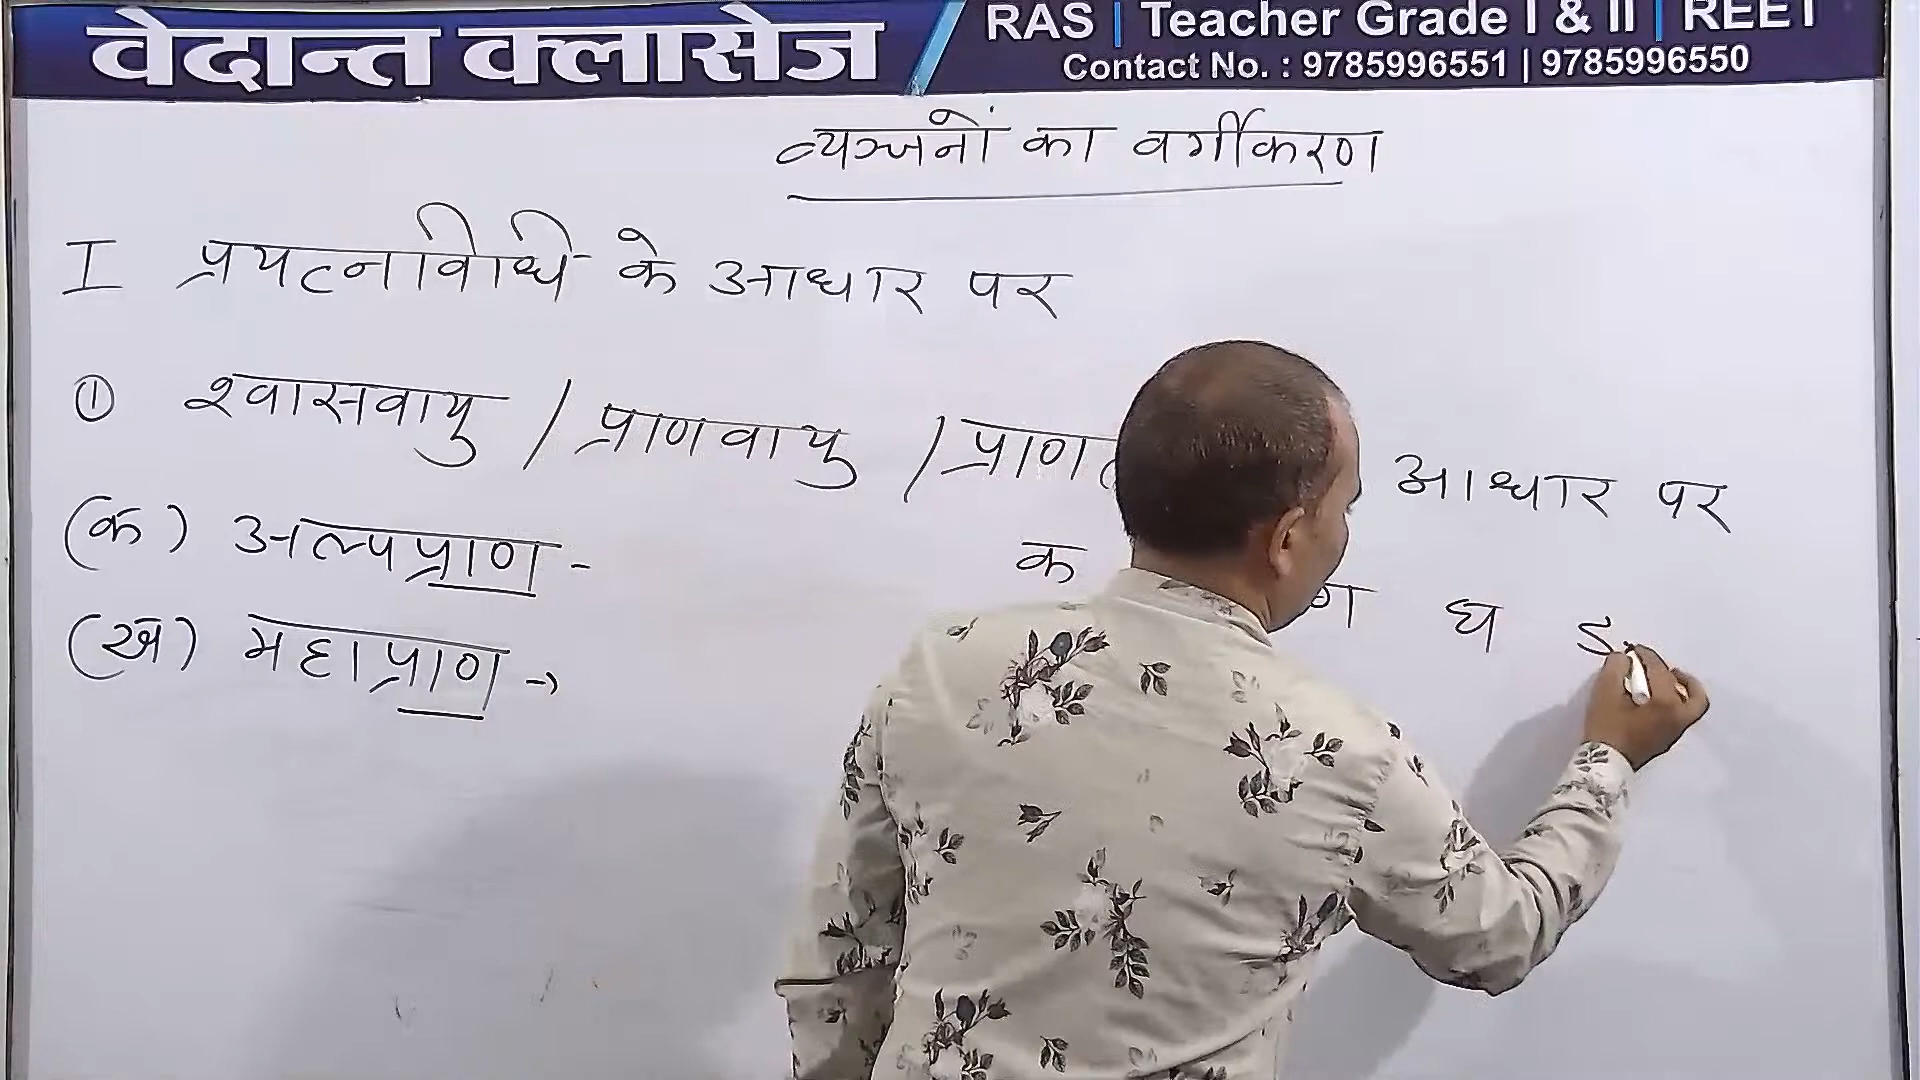 वेदान्त क्लासेज
RAS | Teacher Grade I & II | REET
Contact No. : 9785996551 | 9785996550
व्यञ्जनों का वर्गीकरण
I प्रयत्नविधि के आधार पर
① श्वासवायु / प्राणवायु / आधार पर
(क) अल्पप्राण -
(ख) महाप्राण →
क ग घ